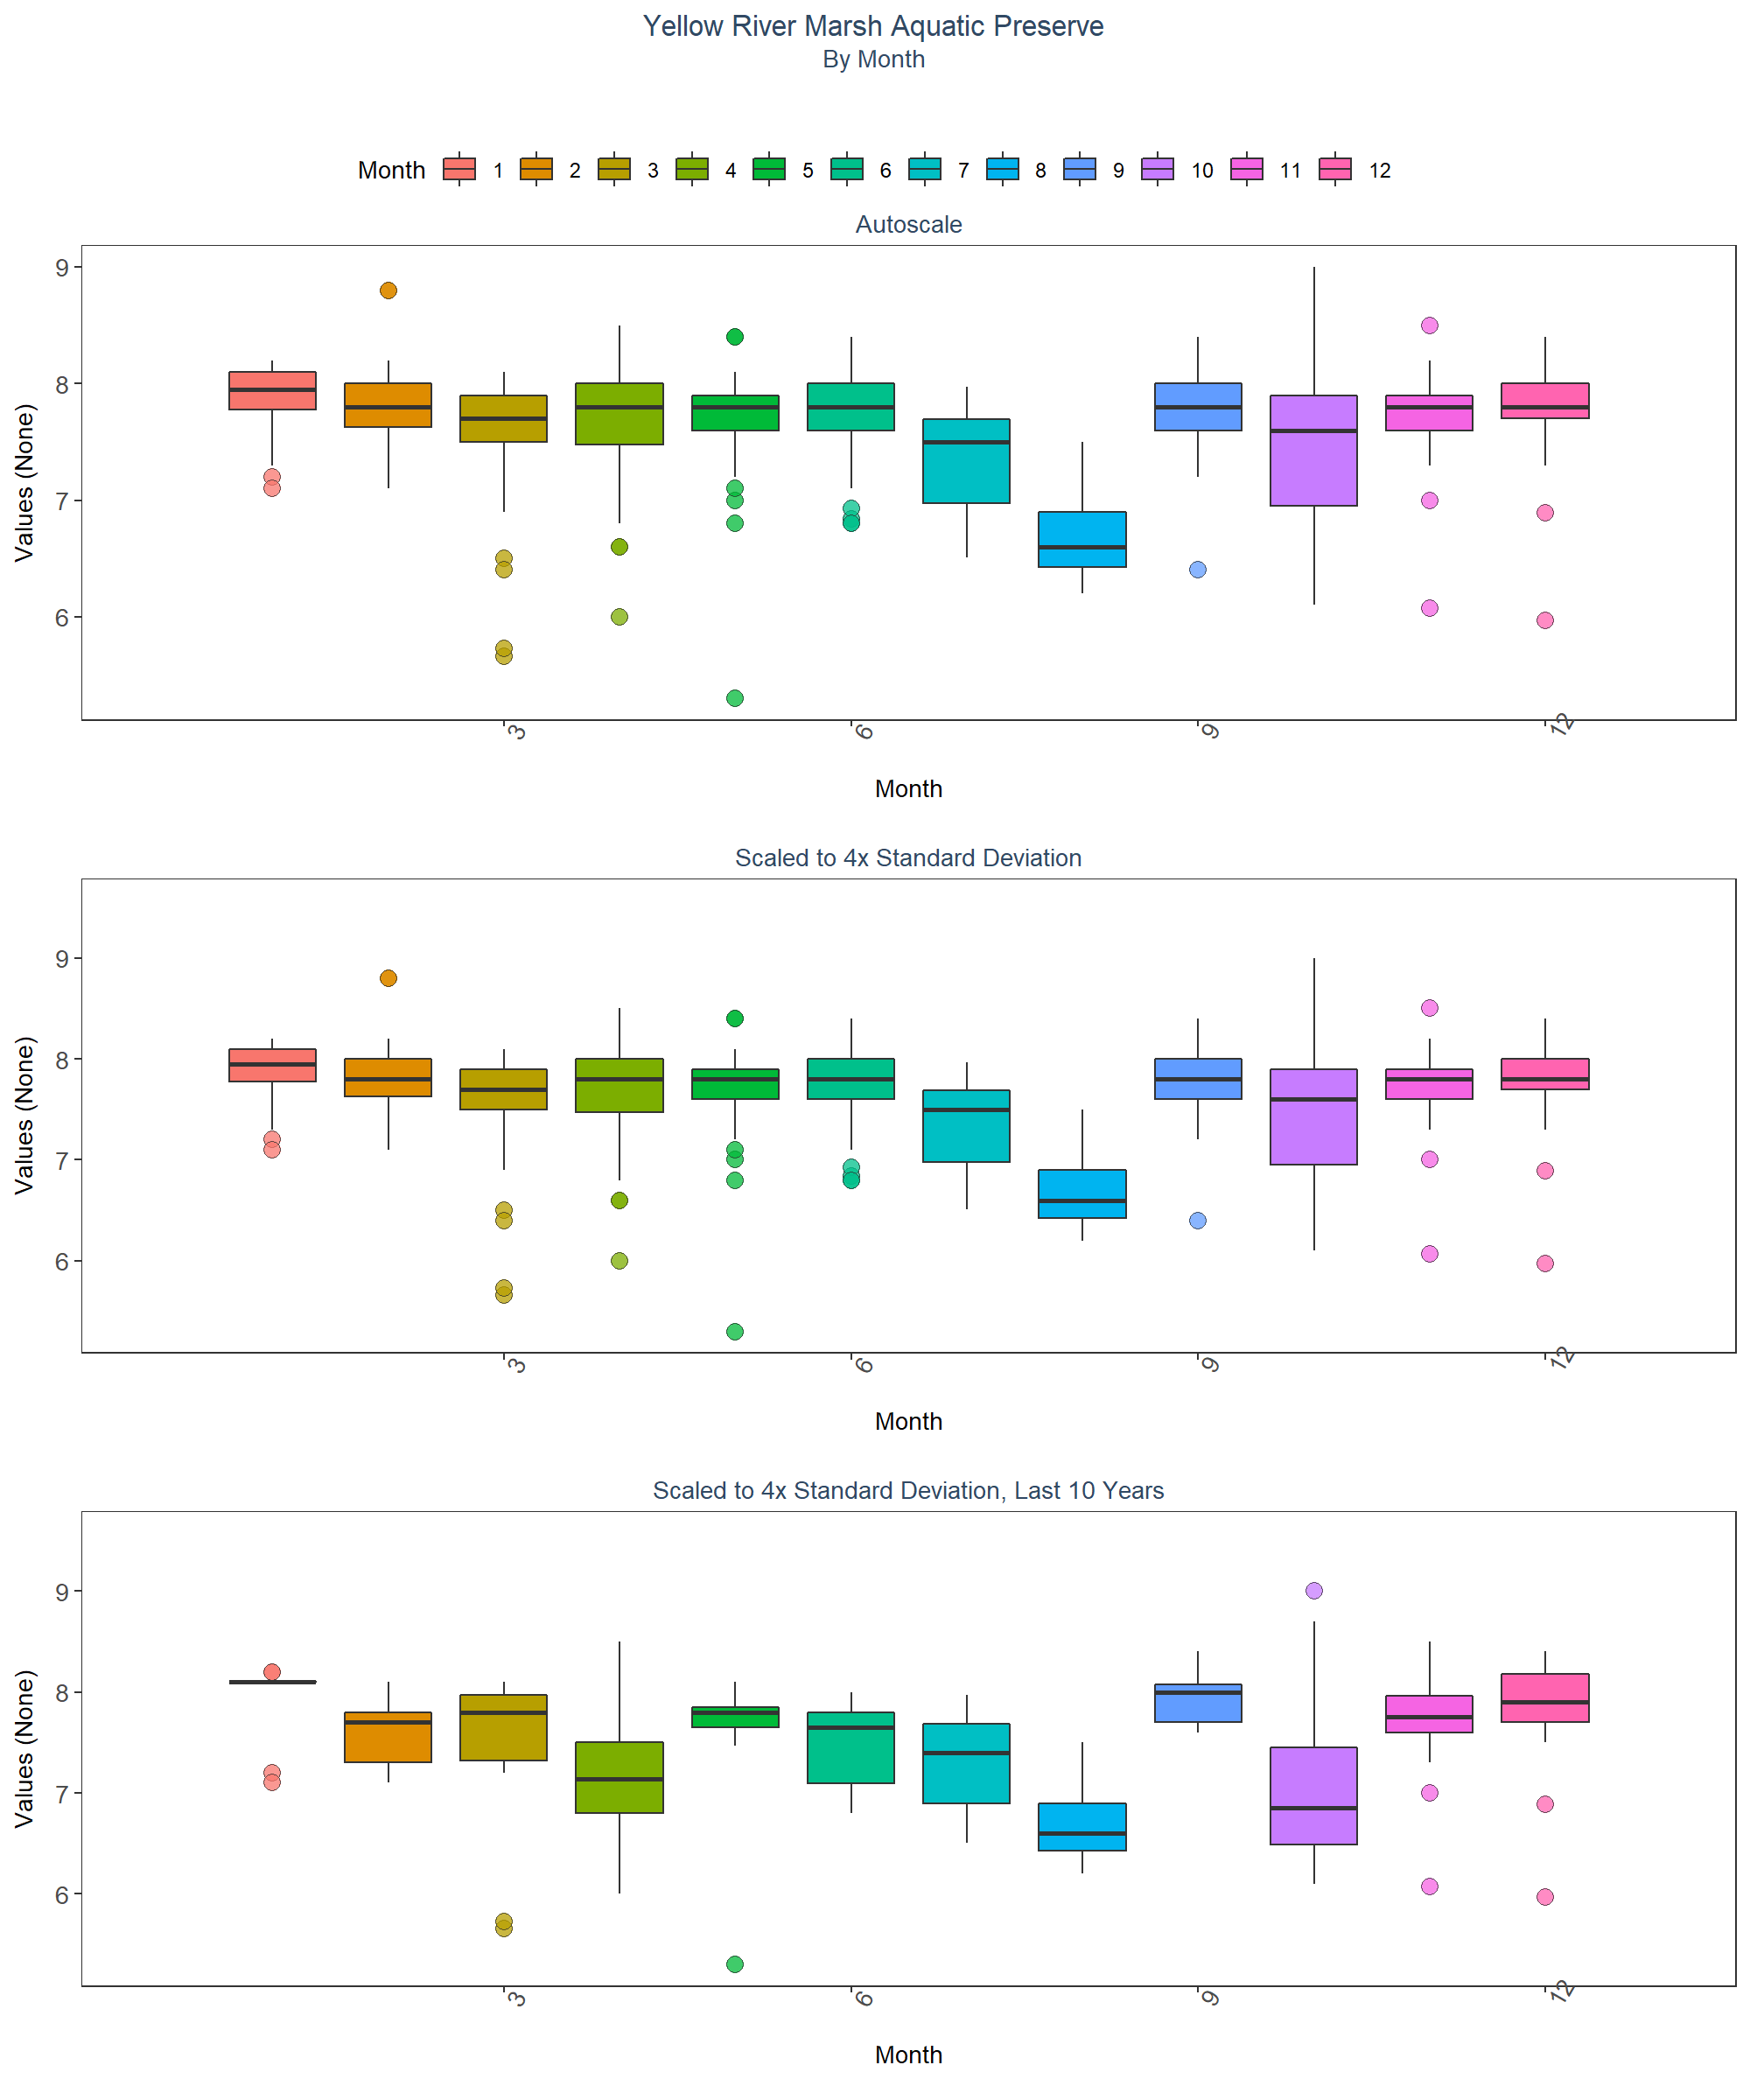 Yellow River Marsh Aquatic Preserve
By Month
Month 1 2 3 4 5 6 7 8 9 10 11 12
Autoscale
Values (None)
9
8
7
6
3 6 9 12
Month
Scaled to 4x Standard Deviation
Values (None)
9
8
7
6
3 6 9 12
Month
Scaled to 4x Standard Deviation, Last 10 Years
Values (None)
9
8
7
6
3 6 9 12
Month